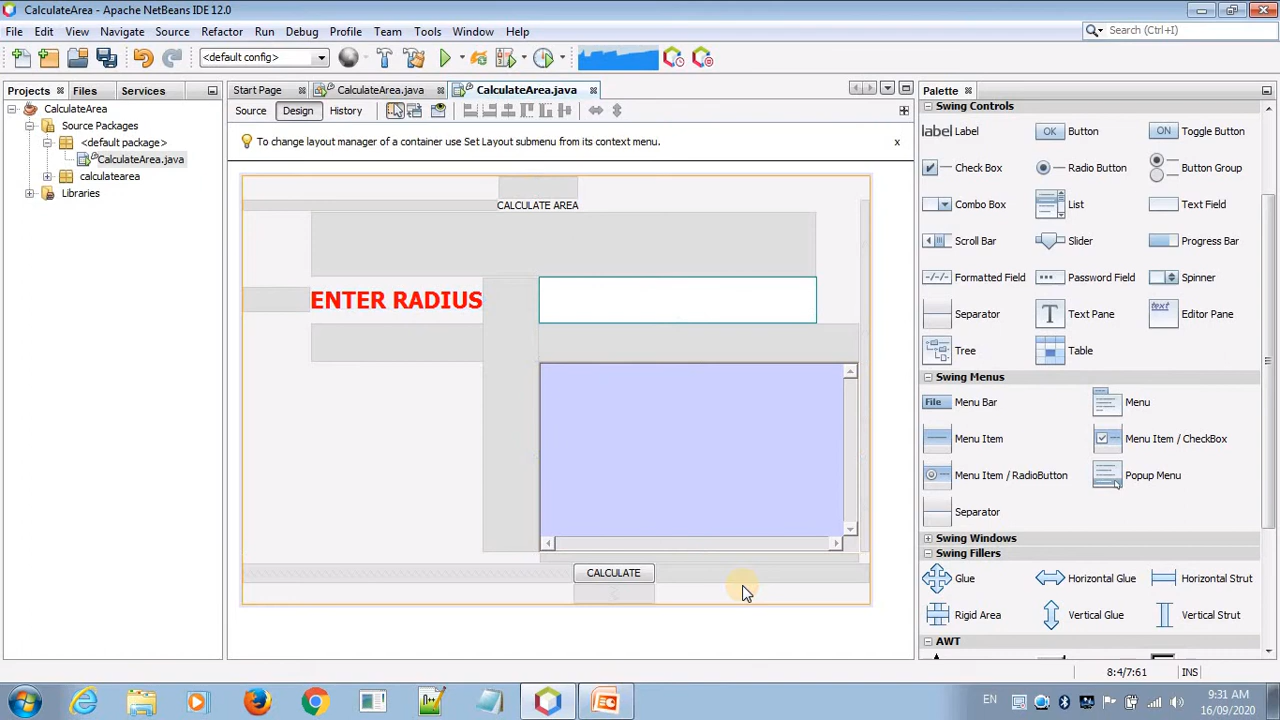 CalculateArea - Apache NetBeans IDE 12.0
File Edit View Navigate Source Refactor Run Debug Profile Team Tools Window Help
Search (Ctrl+I)
<default config>
Projects Files Services
Start Page CalculateArea.java CalculateArea.java
Palette
CalculateArea
Source Packages
<default package>
CalculateArea.java
calculatearea
Libraries
Source Design History
To change layout manager of a container use Set Layout submenu from its context menu.
CALCULATE AREA
ENTER RADIUS
CALCULATE
Swing Controls
label Label OK Button ON Toggle Button
Check Box Radio Button Button Group
Combo Box List Text Field
Scroll Bar Slider Progress Bar
Formatted Field Password Field Spinner
Separator T Text Pane text Editor Pane
Tree Table
Swing Menus
File Menu Bar Menu
Menu Item Menu Item / CheckBox
Menu Item / RadioButton Popup Menu
Separator
Swing Windows
Swing Fillers
Glue Horizontal Glue Horizontal Strut
Rigid Area Vertical Glue Vertical Strut
AWT
8:4/7:61 INS
EN
9:31 AM
16/09/2020